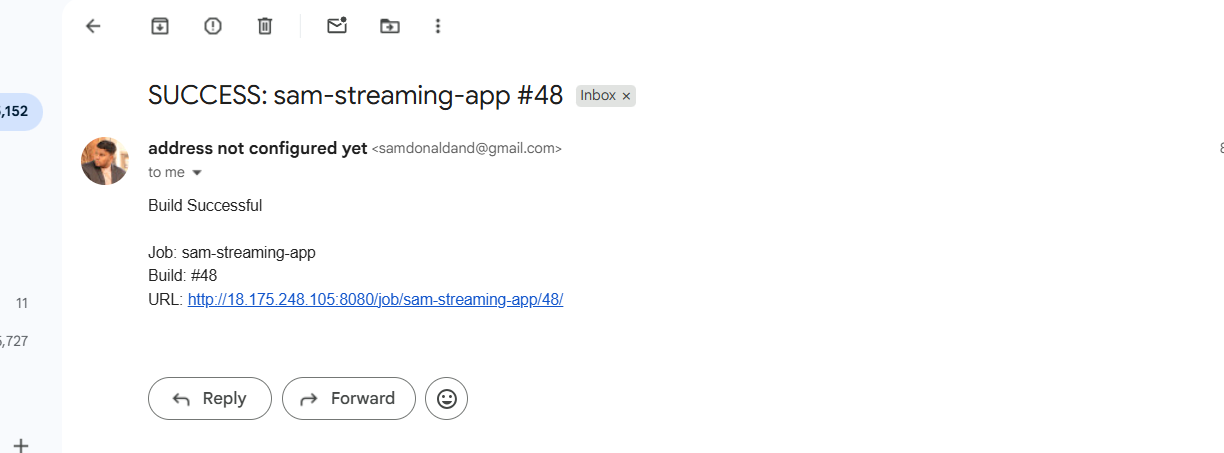 SUCCESS: sam-streaming-app #48 Inbox ×
,152
address not configured yet <samdonaldand@gmail.com>
to me
Build Successful
Job: sam-streaming-app
Build: #48
URL: http://18.175.248.105:8080/job/sam-streaming-app/48/
11
,727
Reply Forward